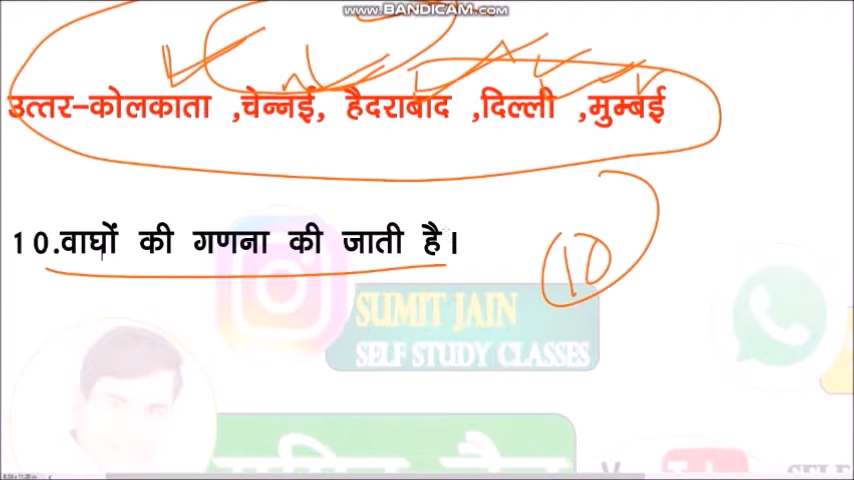 WWW.BANDICAM.COM
उत्तर-कोलकाता ,चेन्नई, हैदराबाद ,दिल्ली ,मुम्बई
10.वाघों की गणना की जाती है।
10
SUMIT JAIN
SELF STUDY CLASSES